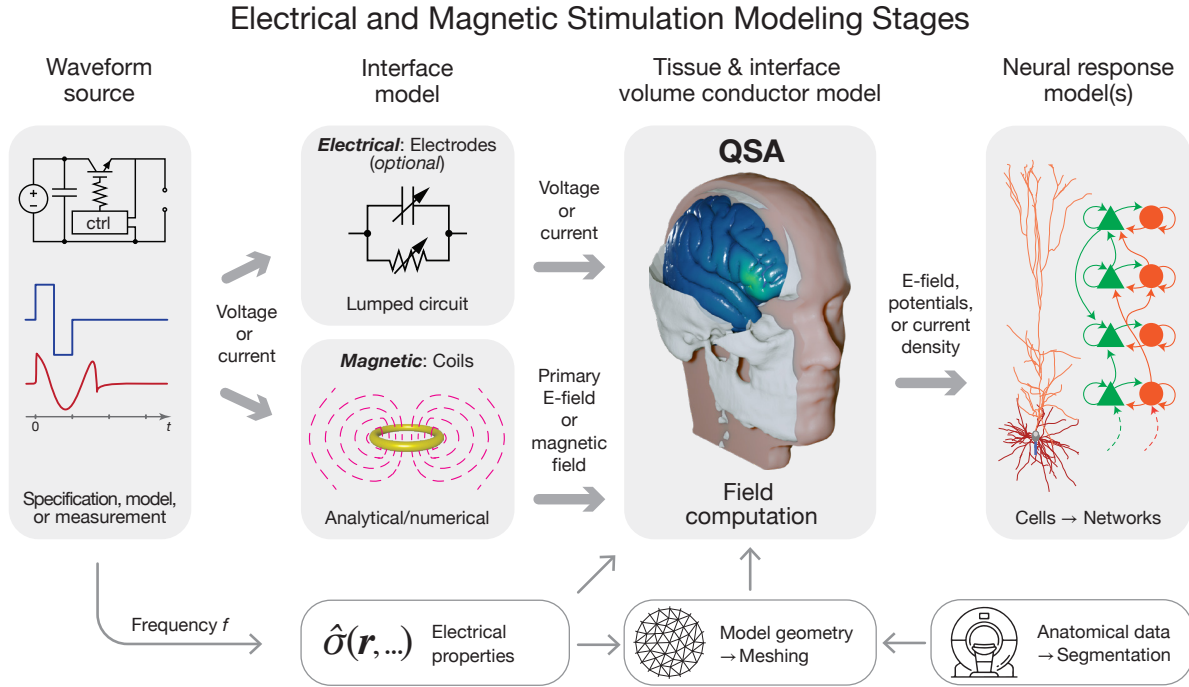 Electrical and Magnetic Stimulation Modeling Stages
Waveform
source
Interface
model
Tissue & interface
volume conductor model
Neural response
model(s)
+
−
ctrl
0
t
Specification, model,
or measurement
Voltage
or
current
Electrical: Electrodes
(optional)
Lumped circuit
Magnetic: Coils
Analytical/numerical
Voltage
or
current
Primary
E-field
or
magnetic
field
QSA
Field
computation
E-field,
potentials,
or current
density
Cells → Networks
Frequency f
σ̂(r,...)
Electrical
properties
Model geometry
→ Meshing
Anatomical data
→ Segmentation